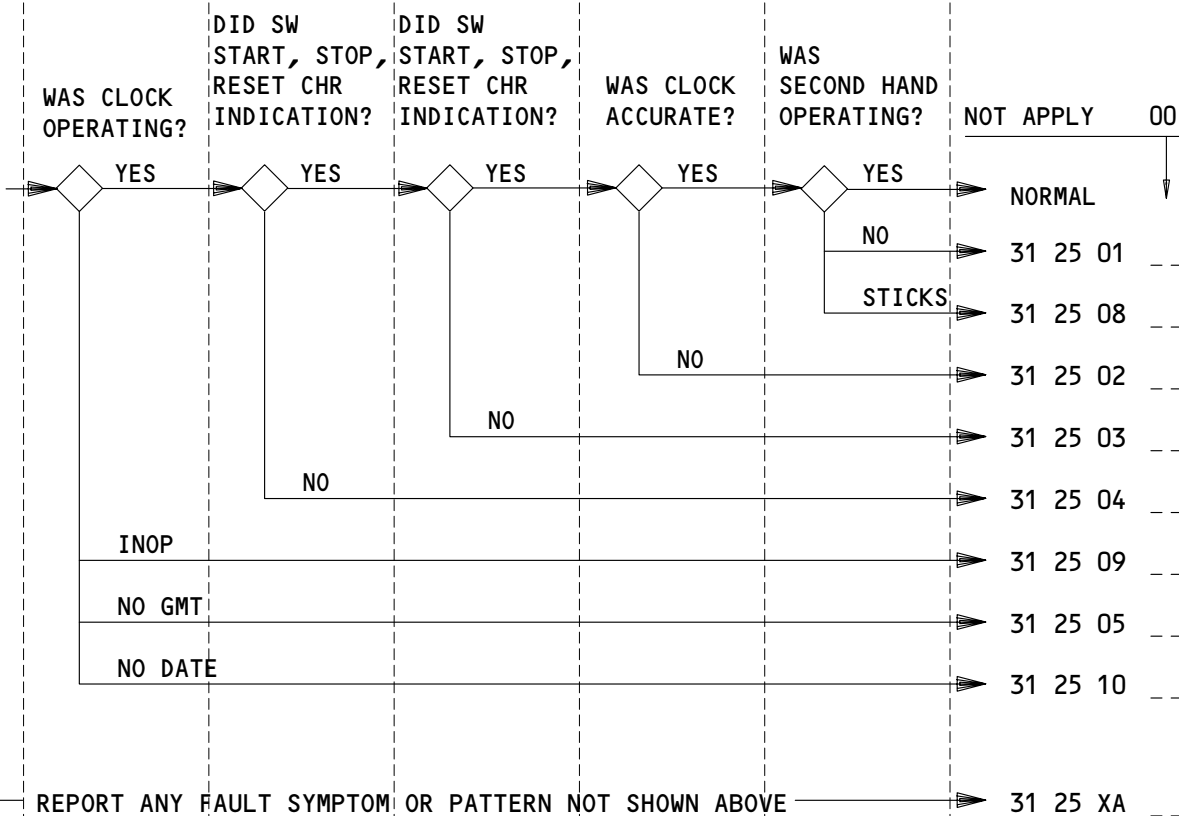 WAS CLOCK
OPERATING?
DID SW
START, STOP,
RESET CHR
INDICATION?
DID SW
START, STOP,
RESET CHR
INDICATION?
WAS CLOCK
ACCURATE?
WAS
SECOND HAND
OPERATING?
NOT APPLY 00
YES
YES
YES
YES
YES
NORMAL
NO
31 25 01 _ _
STICKS
31 25 08 _ _
NO
31 25 02 _ _
NO
31 25 03 _ _
NO
31 25 04 _ _
INOP
31 25 09 _ _
NO GMT
31 25 05 _ _
NO DATE
31 25 10 _ _
REPORT ANY FAULT SYMPTOM OR PATTERN NOT SHOWN ABOVE
31 25 XA _ _